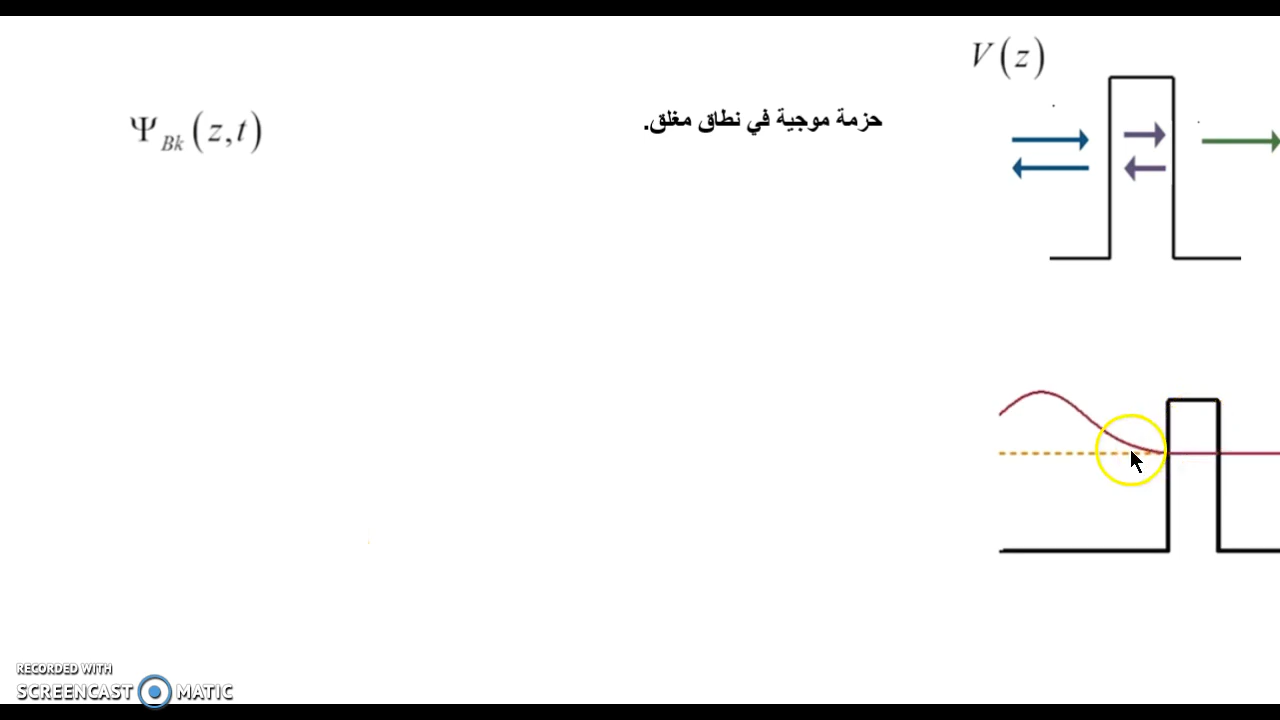 V(z)
حزمة موجية في نطاق مغلق.
Ψ_Bk(z,t)
RECORDED WITH
SCREENCAST MATIC